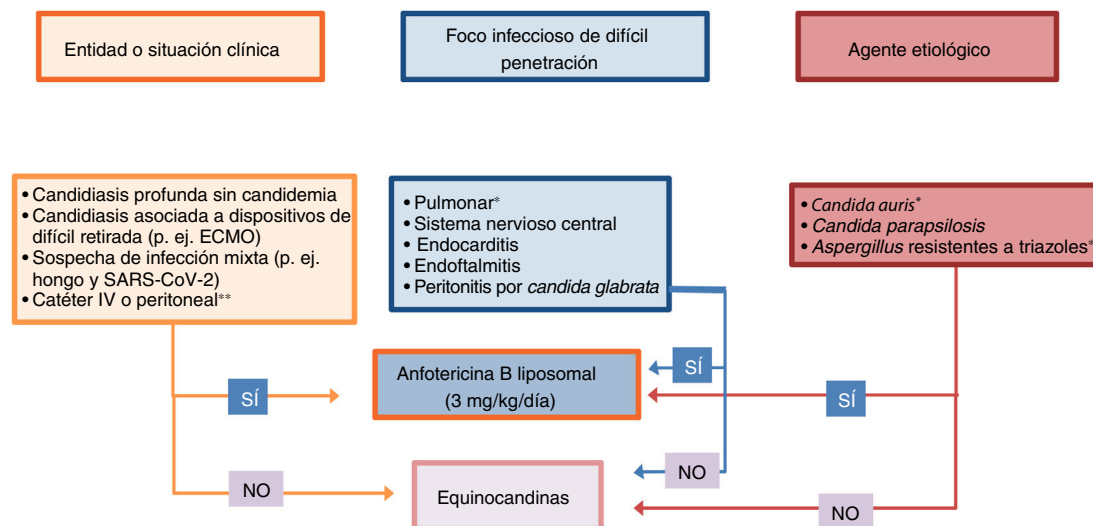 Entidad o situación clínica
Foco infeccioso de difícil
penetración
Agente etiológico
• Candidiasis profunda sin candidemia
• Candidiasis asociada a dispositivos de
difícil retirada (p. ej. ECMO)
• Sospecha de infección mixta (p. ej.
hongo y SARS-CoV-2)
• Catéter IV o peritoneal**
• Pulmonar*
• Sistema nervioso central
• Endocarditis
• Endoftalmitis
• Peritonitis por candida glabrata
• Candida auris*
• Candida parapsilosis
• Aspergillus resistentes a triazoles*
SÍ
Anfotericina B liposomal
(3 mg/kg/día)
SÍ
SÍ
NO
Equinocandinas
NO
NO